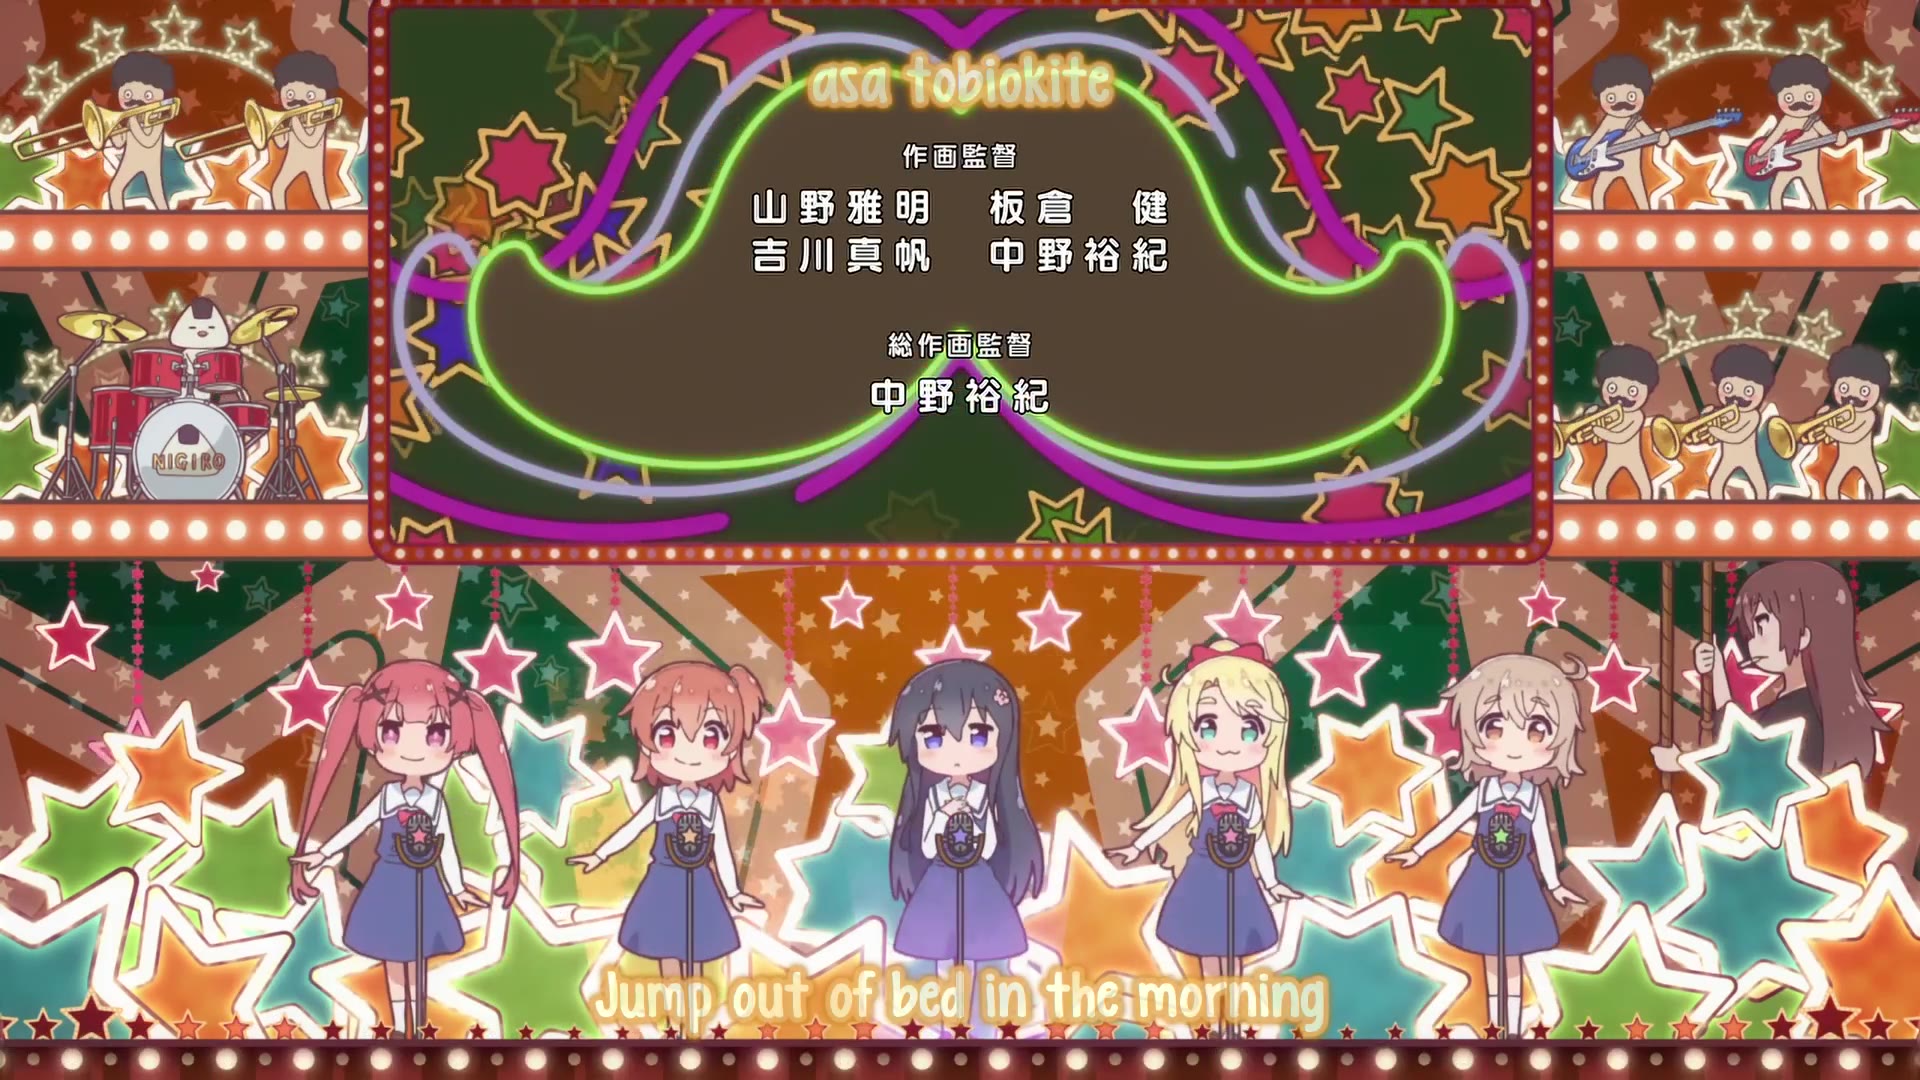 asa tobiokite
作画監督
山野雅明 板倉 健
吉川真帆 中野裕紀
総作画監督
中野裕紀
NIGIRO
Jump out of bed in the morning